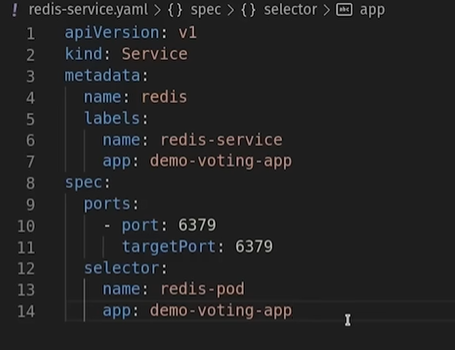 ! redis-service.yaml > {} spec > {} selector > abc app
1 apiVersion: v1
2 kind: Service
3 metadata:
4   name: redis
5   labels:
6     name: redis-service
7     app: demo-voting-app
8 spec:
9   ports:
10     - port: 6379
11       targetPort: 6379
12   selector:
13     name: redis-pod
14     app: demo-voting-app